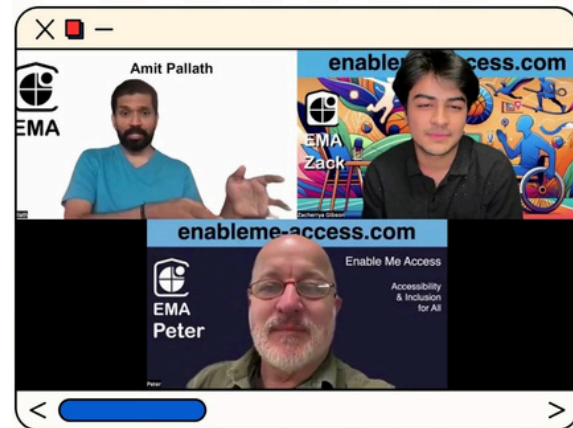 Amit Pallath
EMA
enableme-access.com
EMA
Zack
Zacherrya Gibson
enableme-access.com
Enable Me Access
Accessibility
& Inclusion
for All
EMA
Peter
Peter